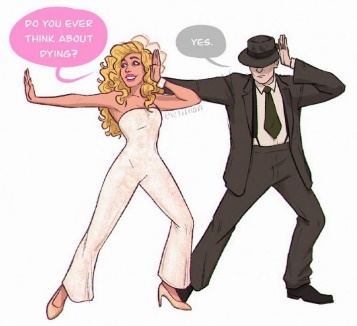 DO YOU EVER
THINK ABOUT
DYING?
YES.